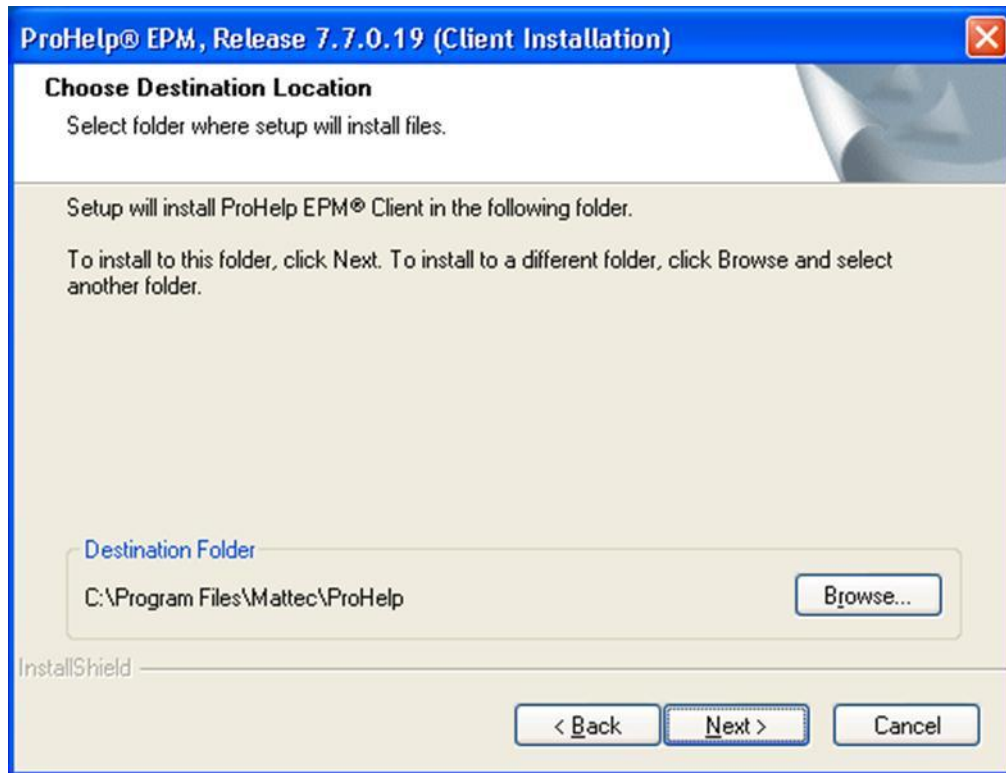 ProHelp® EPM, Release 7.7.0.19 (Client Installation)
Choose Destination Location
Select folder where setup will install files.
Setup will install ProHelp EPM® Client in the following folder.
To install to this folder, click Next. To install to a different folder, click Browse and select
another folder.
Destination Folder
C:\Program Files\Mattec\ProHelp
Browse...
InstallShield
< Back
Next >
Cancel